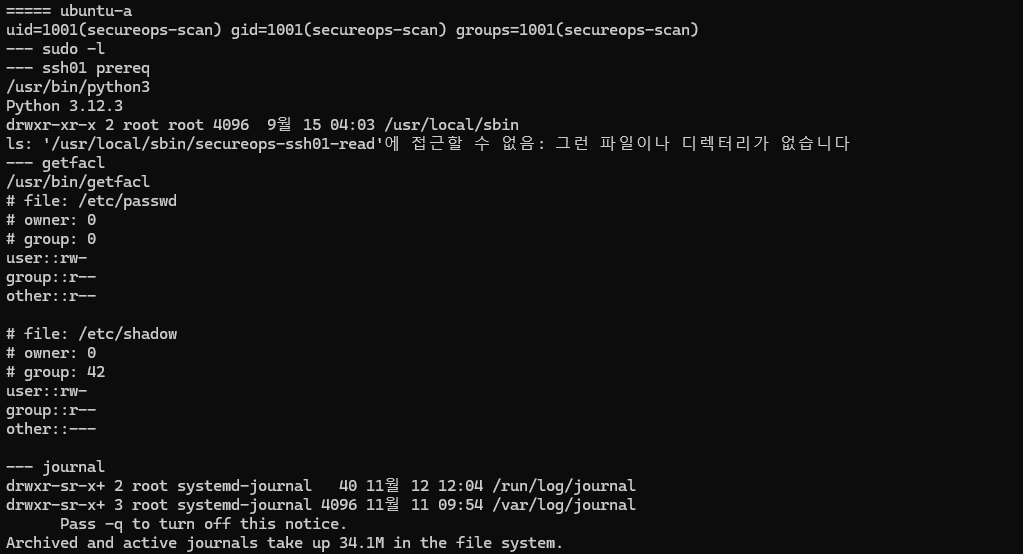 ===== ubuntu-a
uid=1001(secureops-scan) gid=1001(secureops-scan) groups=1001(secureops-scan)
--- sudo -l
--- ssh01 prereq
/usr/bin/python3
Python 3.12.3
drwxr-xr-x 2 root root 4096  9월 15 04:03 /usr/local/sbin
ls: '/usr/local/sbin/secureops-ssh01-read'에 접근할 수 없음: 그런 파일이나 디렉터리가 없습니다
--- getfacl
/usr/bin/getfacl
# file: /etc/passwd
# owner: 0
# group: 0
user::rw-
group::r--
other::r--

# file: /etc/shadow
# owner: 0
# group: 42
user::rw-
group::r--
other::---

--- journal
drwxr-sr-x+ 2 root systemd-journal   40 11월 12 12:04 /run/log/journal
drwxr-sr-x+ 3 root systemd-journal 4096 11월 11 09:54 /var/log/journal
      Pass -q to turn off this notice.
Archived and active journals take up 34.1M in the file system.